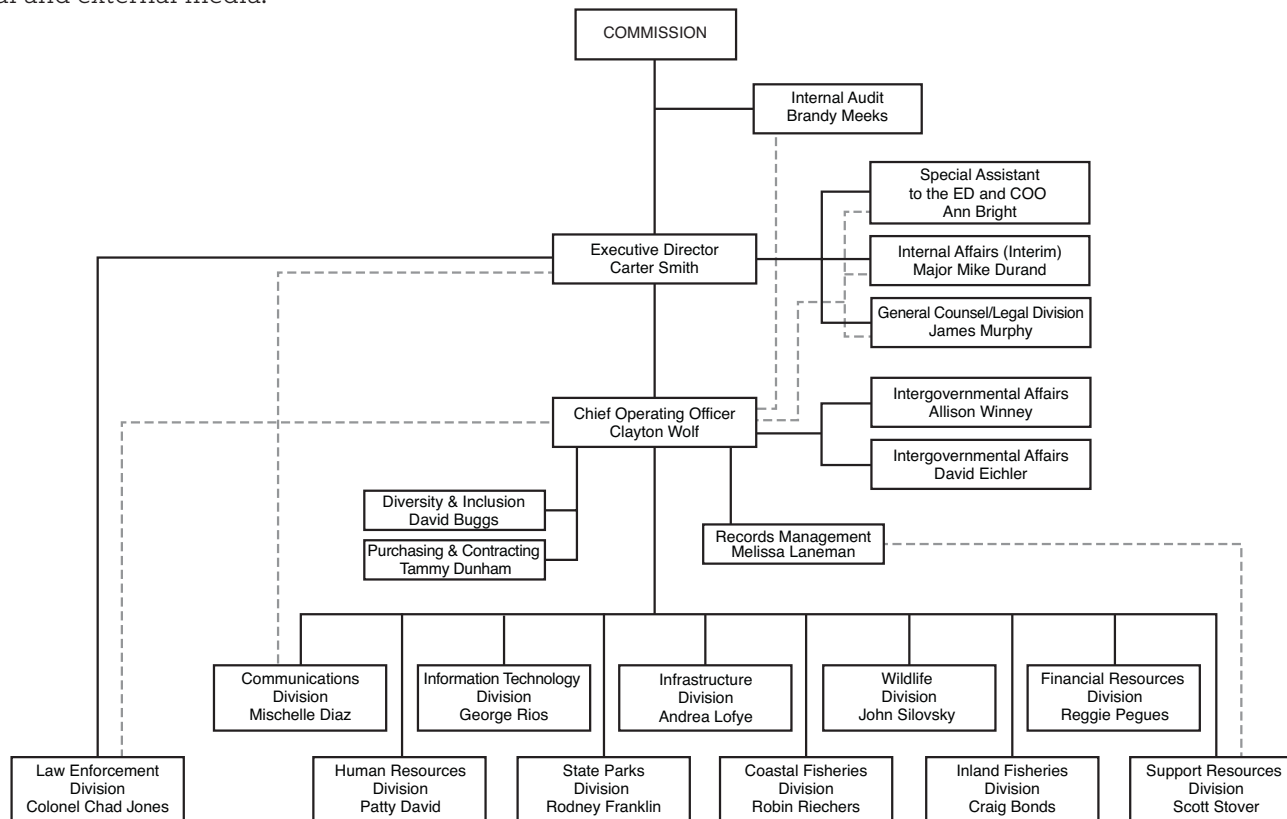 and external media.
COMMISSION
Internal Audit
Brandy Meeks
Special Assistant
to the ED and COO
Ann Bright
Executive Director
Carter Smith
Internal Affairs (Interim)
Major Mike Durand
General Counsel/Legal Division
James Murphy
Chief Operating Officer
Clayton Wolf
Intergovernmental Affairs
Allison Winney
Intergovernmental Affairs
David Eichler
Diversity & Inclusion
David Buggs
Purchasing & Contracting
Tammy Dunham
Records Management
Melissa Laneman
Communications
Division
Mischelle Diaz
Information Technology
Division
George Rios
Infrastructure
Division
Andrea Lofye
Wildlife
Division
John Silovsky
Financial Resources
Division
Reggie Pegues
Law Enforcement
Division
Colonel Chad Jones
Human Resources
Division
Patty David
State Parks
Division
Rodney Franklin
Coastal Fisheries
Division
Robin Riechers
Inland Fisheries
Division
Craig Bonds
Support Resources
Division
Scott Stover